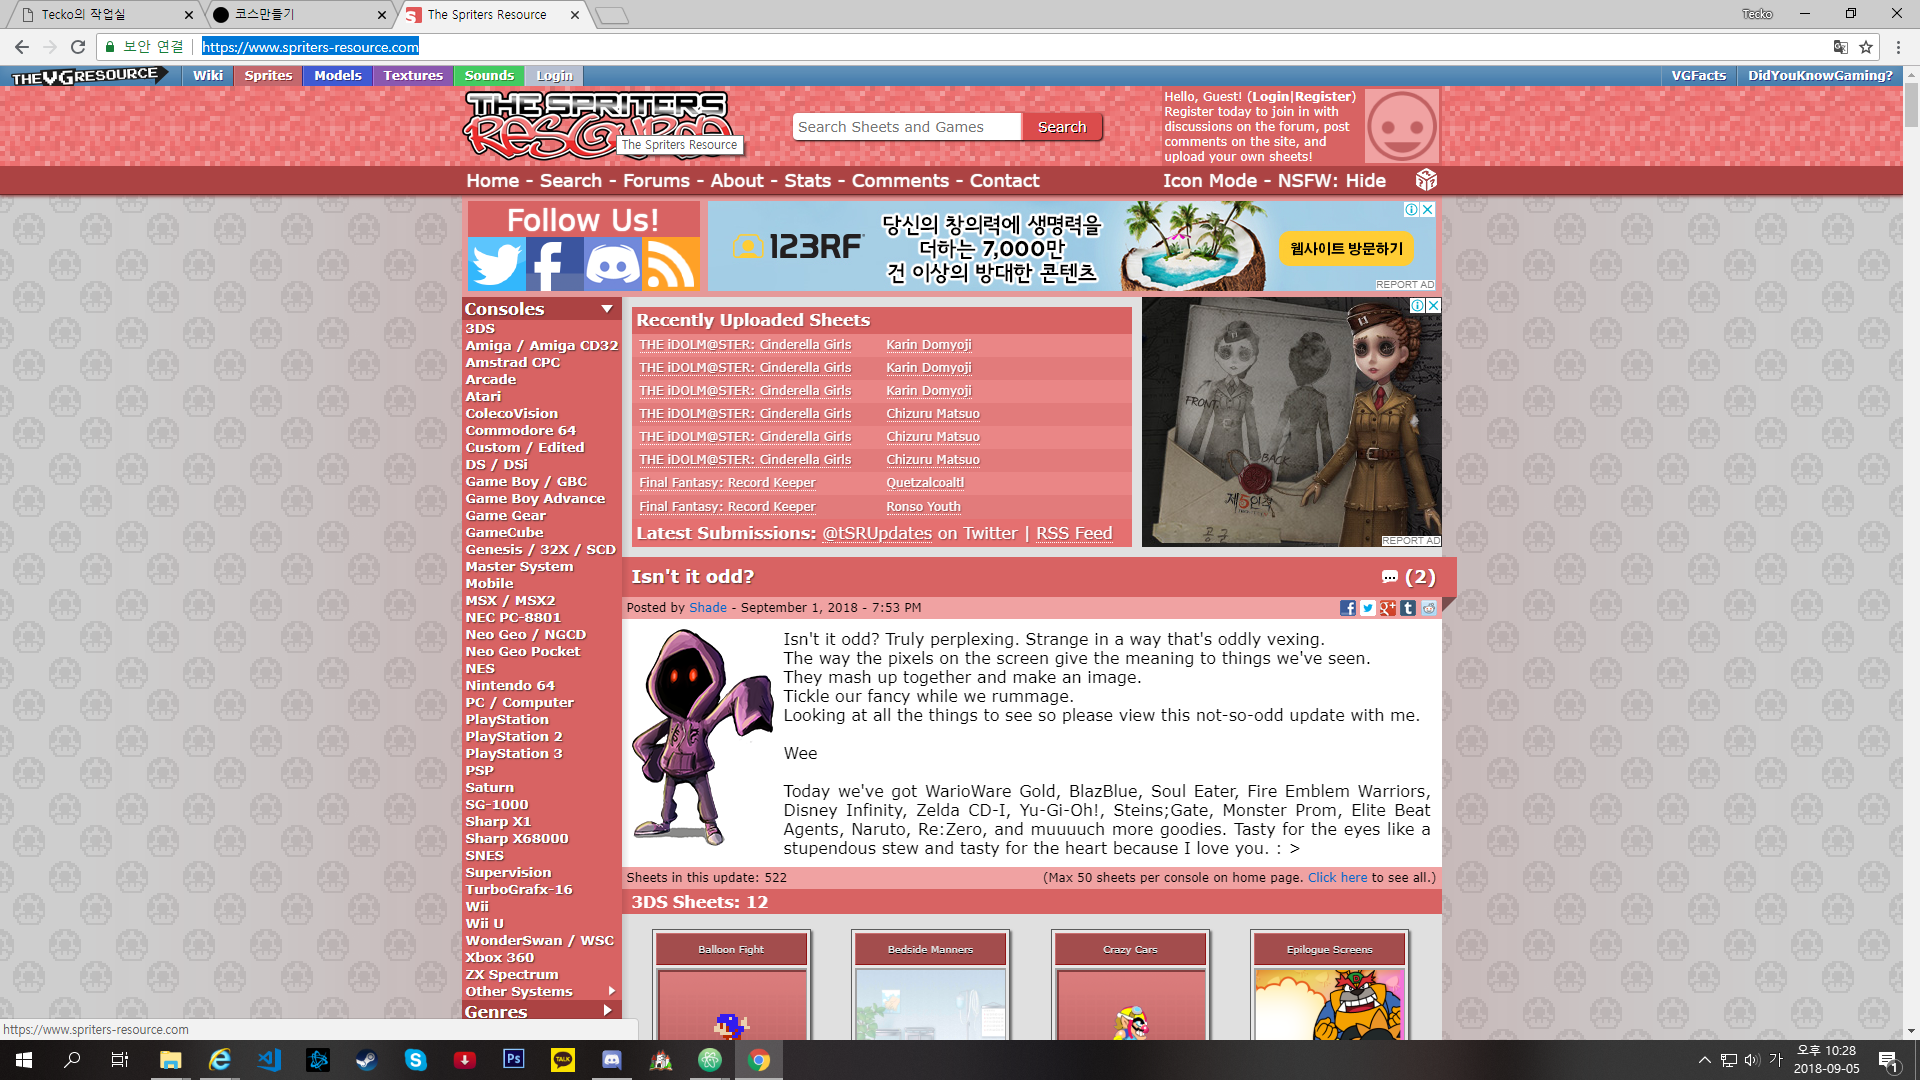 Tecko의 작업실
코스만들기
The Spriters Resource
Tecko
보안 연결
https://www.spriters-resource.com
THE VG RESOURCE
Wiki
Sprites
Models
Textures
Sounds
Login
VGFacts
DidYouKnowGaming?
THE SPRITERS
RESOURCE
The Spriters Resource
Search Sheets and Games
Search
Hello, Guest! (Login|Register)
Register today to join in with
discussions on the forum, post
comments on the site, and
upload your own sheets!
Home - Search - Forums - About - Stats - Comments - Contact
Icon Mode - NSFW: Hide
Follow Us!
123RF
당신의 창의력에 생명력을
더하는 7,000만
건 이상의 방대한 콘텐츠
웹사이트 방문하기
REPORT AD
Consoles
3DS
Amiga / Amiga CD32
Amstrad CPC
Arcade
Atari
ColecoVision
Commodore 64
Custom / Edited
DS / DSi
Game Boy / GBC
Game Boy Advance
Game Gear
GameCube
Genesis / 32X / SCD
Master System
Mobile
MSX / MSX2
NEC PC-8801
Neo Geo / NGCD
Neo Geo Pocket
NES
Nintendo 64
PC / Computer
PlayStation
PlayStation 2
PlayStation 3
PSP
Saturn
SG-1000
Sharp X1
Sharp X68000
SNES
Supervision
TurboGrafx-16
Wii
Wii U
WonderSwan / WSC
Xbox 360
ZX Spectrum
Other Systems
Genres
Recently Uploaded Sheets
THE iDOLM@STER: Cinderella Girls Karin Domyoji
THE iDOLM@STER: Cinderella Girls Karin Domyoji
THE iDOLM@STER: Cinderella Girls Karin Domyoji
THE iDOLM@STER: Cinderella Girls Chizuru Matsuo
THE iDOLM@STER: Cinderella Girls Chizuru Matsuo
THE iDOLM@STER: Cinderella Girls Chizuru Matsuo
Final Fantasy: Record Keeper Quetzalcoaltl
Final Fantasy: Record Keeper Ronso Youth
Latest Submissions: @tSRUpdates on Twitter | RSS Feed
FRONT
BACK
제5인격
REPORT AD
Isn't it odd?
(2)
Posted by Shade - September 1, 2018 - 7:53 PM
Isn't it odd? Truly perplexing. Strange in a way that's oddly vexing.
The way the pixels on the screen give the meaning to things we've seen.
They mash up together and make an image.
Tickle our fancy while we rummage.
Looking at all the things to see so please view this not-so-odd update with me.
Wee
Today we've got WarioWare Gold, BlazBlue, Soul Eater, Fire Emblem Warriors,
Disney Infinity, Zelda CD-I, Yu-Gi-Oh!, Steins;Gate, Monster Prom, Elite Beat
Agents, Naruto, Re:Zero, and muuuuch more goodies. Tasty for the eyes like a
stupendous stew and tasty for the heart because I love you. : >
Sheets in this update: 522
(Max 50 sheets per console on home page. Click here to see all.)
3DS Sheets: 12
Balloon Fight
Bedside Manners
Crazy Cars
Epilogue Screens
https://www.spriters-resource.com
Ps
TALK
가
오후 10:28
2018-09-05
1